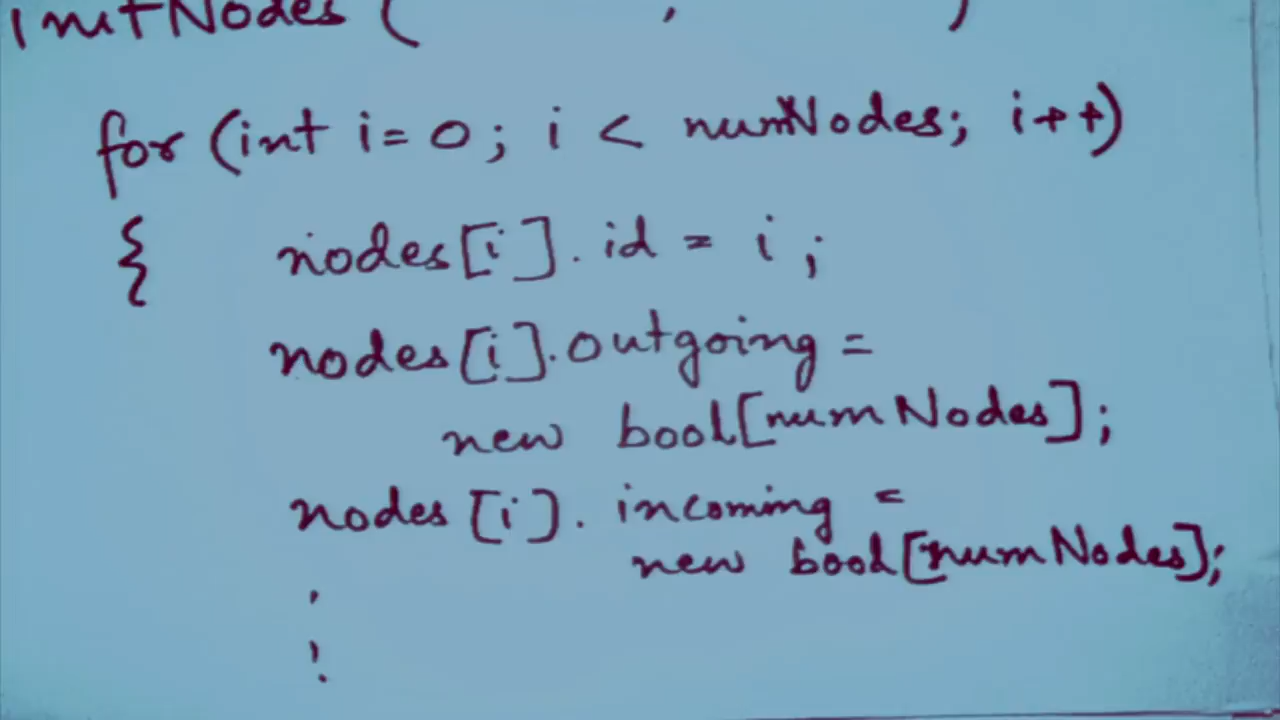 initNodes ( , )
for (int i = 0; i < numNodes; i++)
{ nodes[i].id = i;
nodes[i].outgoing =
new bool[numNodes];
nodes[i].incoming =
new bool[numNodes];